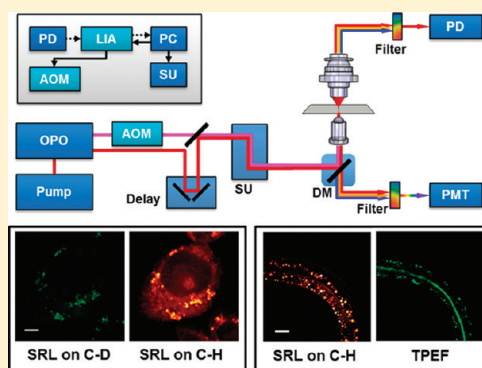 PD
LIA
PC
AOM
SU
Filter
PD
OPO
AOM
Pump
Delay
SU
DM
Filter
PMT
SRL on C-D
SRL on C-H
SRL on C-H
TPEF